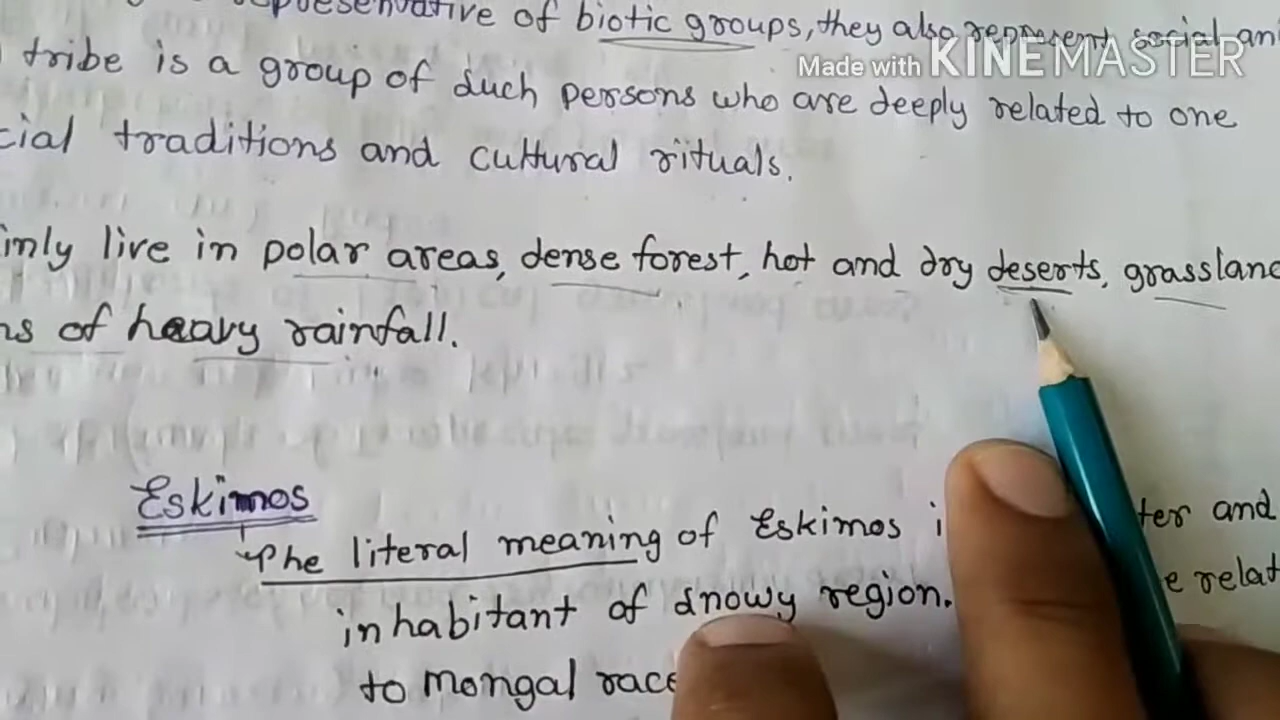 of biotic groups, they also represent social an
Made with KINEMASTER
tribe is a group of such persons who are deeply related to one
cial traditions and cultural rituals.
inly live in polar areas, dense forest, hot and dry deserts, grasslan
ns of heavy rainfall.
Eskimos
The literal meaning of Eskimos i ter and
inhabitant of snowy region. e relat
to Mongal race